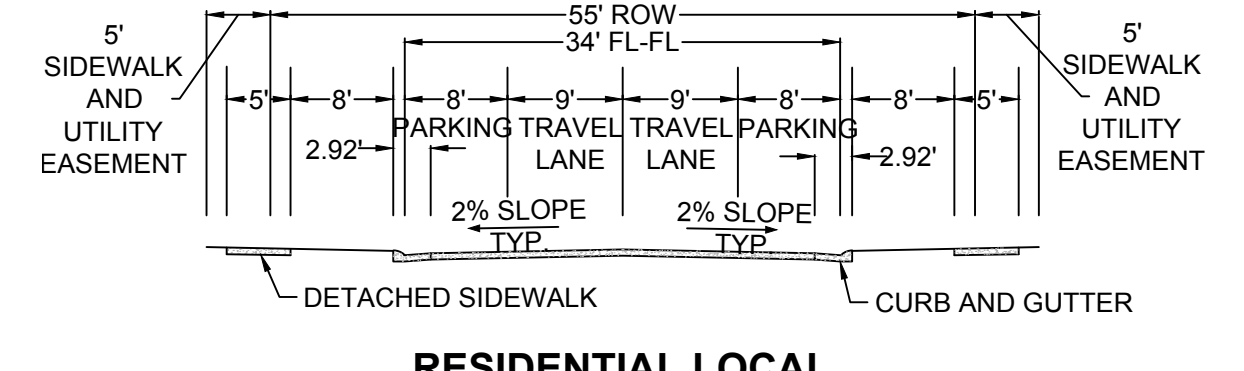 55' ROW
34' FL-FL
5'
SIDEWALK
AND
UTILITY
EASEMENT
5'
SIDEWALK
AND
UTILITY
EASEMENT
5'
8'
8'
9'
9'
8'
8'
5'
PARKING
TRAVEL
LANE
TRAVEL
LANE
PARKING
2.92'
2.92'
2% SLOPE
TYP.
2% SLOPE
TYP
DETACHED SIDEWALK
CURB AND GUTTER
RESIDENTIAL LOCAL